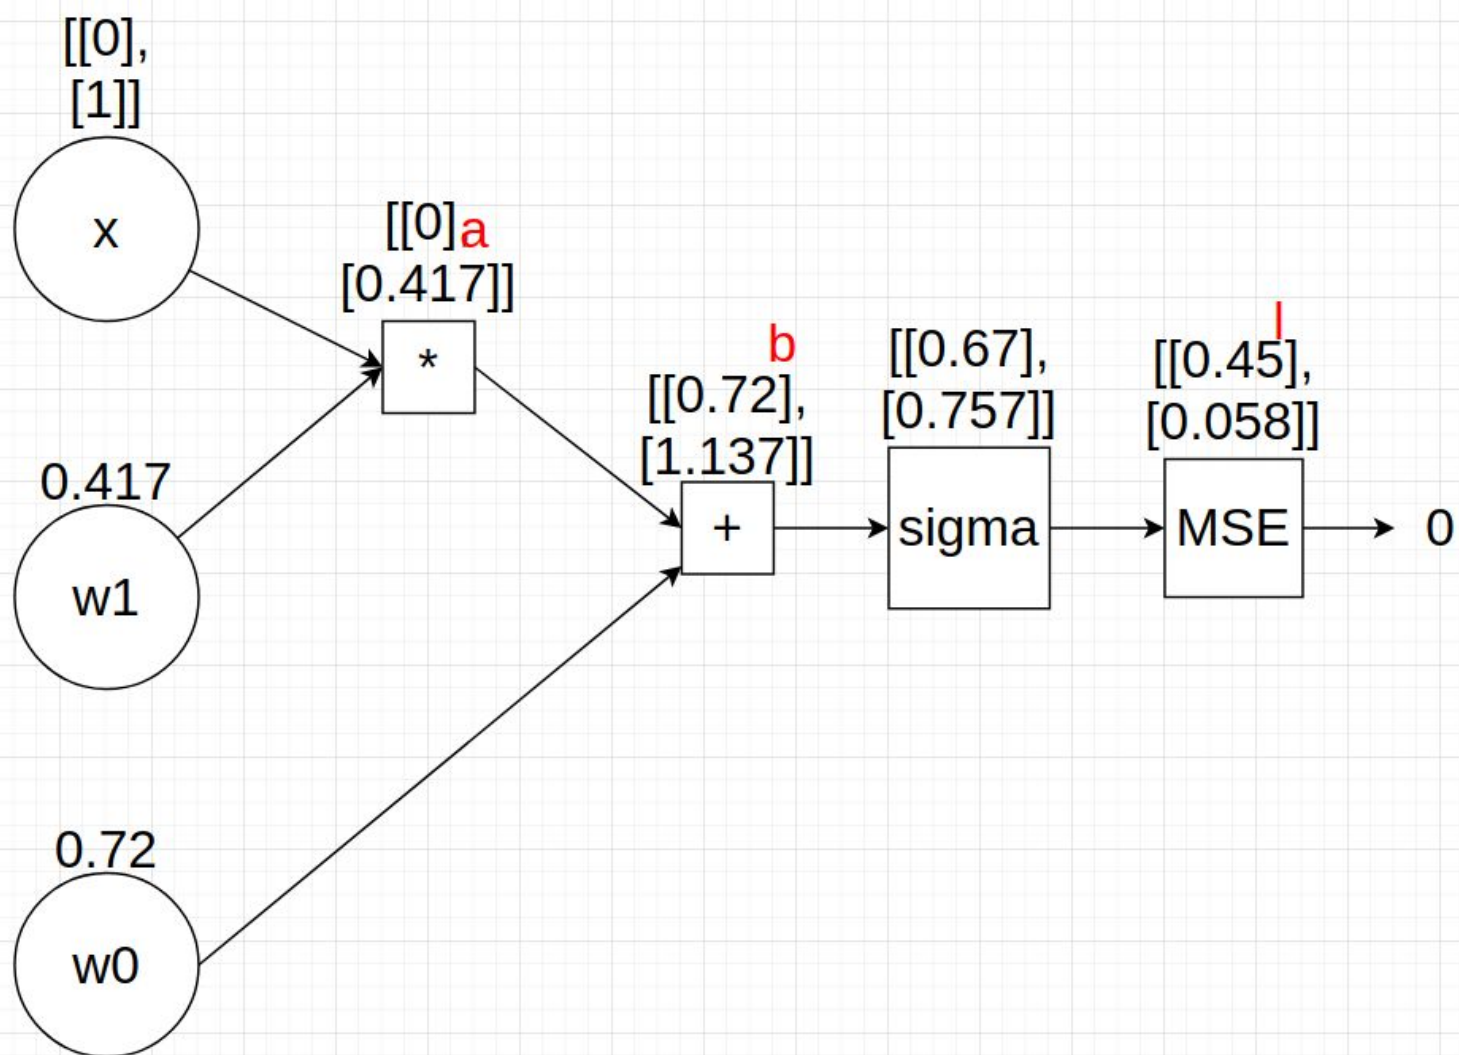 [[0],
[1]]
x
[[0] a
[0.417]]
*
b
[[0.72],
[1.137]]
+
[[0.67],
[0.757]]
sigma
l
[[0.45],
[0.058]]
MSE
0
0.417
w1
0.72
w0